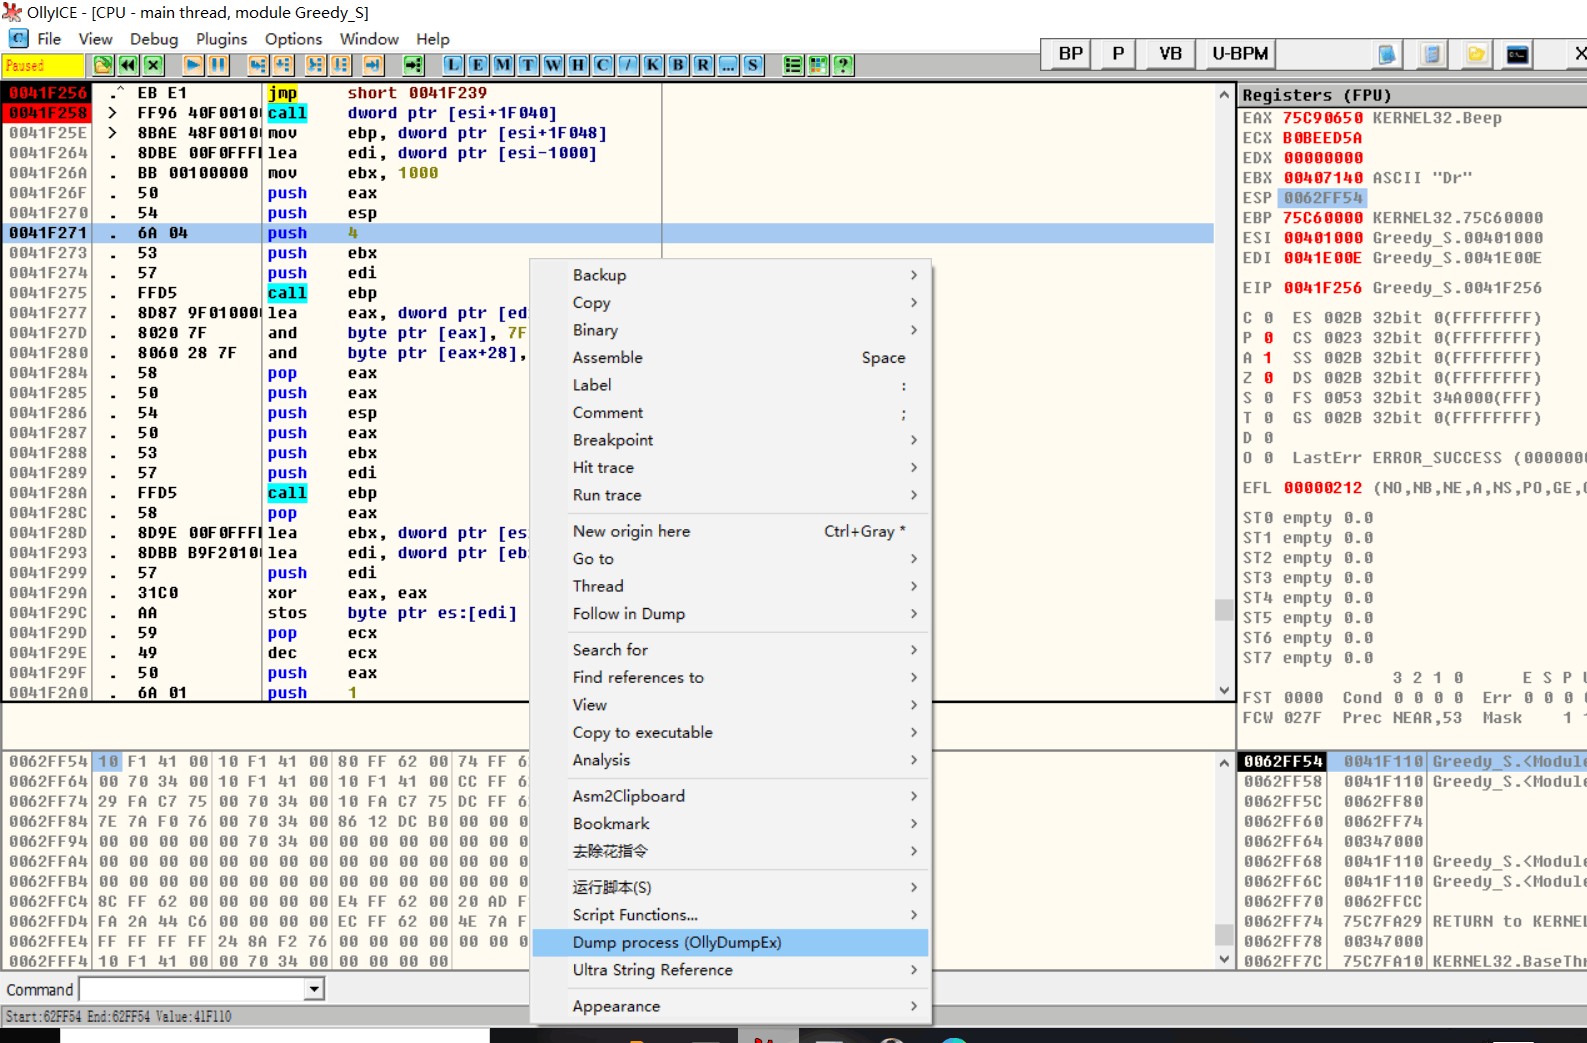 OllyICE - [CPU - main thread, module Greedy_S]
File View Debug Plugins Options Window Help
BP P VB U-BPM
Paused
L E M T W H C / K B R ... S
0041F256 .^ EB E1 jmp short 0041F239
0041F258 > FF96 40F0010 call dword ptr [esi+1F040]
0041F25E > 8BAE 48F0010 mov ebp, dword ptr [esi+1F048]
0041F264 . 8DBE 00F0FFF lea edi, dword ptr [esi-1000]
0041F26A . BB 00100000 mov ebx, 1000
0041F26F . 50 push eax
0041F270 . 54 push esp
0041F271 . 6A 04 push 4
0041F273 . 53 push ebx
0041F274 . 57 push edi
0041F275 . FFD5 call ebp
0041F277 . 8D87 9F01000 lea eax, dword ptr [ed
0041F27D . 8020 7F and byte ptr [eax], 7F
0041F280 . 8060 28 7F and byte ptr [eax+28],
0041F284 . 58 pop eax
0041F285 . 50 push eax
0041F286 . 54 push esp
0041F287 . 50 push eax
0041F288 . 53 push ebx
0041F289 . 57 push edi
0041F28A . FFD5 call ebp
0041F28C . 58 pop eax
0041F28D . 8D9E 00F0FFF lea ebx, dword ptr [es
0041F293 . 8DBB B9F2010 lea edi, dword ptr [eb
0041F299 . 57 push edi
0041F29A . 31C0 xor eax, eax
0041F29C . AA stos byte ptr es:[edi]
0041F29D . 59 pop ecx
0041F29E . 49 dec ecx
0041F29F . 50 push eax
0041F2A0 . 6A 01 push 1
Backup
Copy
Binary
Assemble Space
Label :
Comment ;
Breakpoint
Hit trace
Run trace
New origin here Ctrl+Gray *
Go to
Thread
Follow in Dump
Search for
Find references to
View
Copy to executable
Analysis
Asm2Clipboard
Bookmark
去除花指令
运行脚本(S)
Script Functions...
Dump process (OllyDumpEx)
Ultra String Reference
Appearance
Registers (FPU)
EAX 75C90650 KERNEL32.Beep
ECX B0BEED5A
EDX 00000000
EBX 00407140 ASCII "Dr"
ESP 0062FF54
EBP 75C60000 KERNEL32.75C60000
ESI 00401000 Greedy_S.00401000
EDI 0041E00E Greedy_S.0041E00E
EIP 0041F256 Greedy_S.0041F256
C 0 ES 002B 32bit 0(FFFFFFFF)
P 0 CS 0023 32bit 0(FFFFFFFF)
A 1 SS 002B 32bit 0(FFFFFFFF)
Z 0 DS 002B 32bit 0(FFFFFFFF)
S 0 FS 0053 32bit 34A000(FFF)
T 0 GS 002B 32bit 0(FFFFFFFF)
D 0
O 0 LastErr ERROR_SUCCESS (0000000
EFL 00000212 (NO,NB,NE,A,NS,PO,GE,
ST0 empty 0.0
ST1 empty 0.0
ST2 empty 0.0
ST3 empty 0.0
ST4 empty 0.0
ST5 empty 0.0
ST6 empty 0.0
ST7 empty 0.0
3 2 1 0 E S P U
FST 0000 Cond 0 0 0 0 Err 0 0 0
FCW 027F Prec NEAR,53 Mask 1
0062FF54 10 F1 41 00 10 F1 41 00 80 FF 62 00 74 FF 6
0062FF64 00 70 34 00 10 F1 41 00 10 F1 41 00 CC FF 6
0062FF74 29 FA C7 75 00 70 34 00 10 FA C7 75 DC FF 6
0062FF84 7E 7A F0 76 00 70 34 00 86 12 DC B0 00 00 0
0062FF94 00 00 00 00 00 70 34 00 00 00 00 00 00 00 0
0062FFA4 00 00 00 00 00 00 00 00 00 00 00 00 00 00 0
0062FFB4 00 00 00 00 00 00 00 00 00 00 00 00 00 00 0
0062FFC4 8C FF 62 00 00 00 00 00 E4 FF 62 00 20 AD F
0062FFD4 FA 2A 44 C6 00 00 00 00 EC FF 62 00 4E 7A F
0062FFE4 FF FF FF FF 24 8A F2 76 00 00 00 00 00 00 0
0062FFF4 10 F1 41 00 00 70 34 00 00 00 00 00
0062FF54 0041F110 Greedy_S.<Module
0062FF58 0041F110 Greedy_S.<Module
0062FF5C 0062FF80
0062FF60 0062FF74
0062FF64 00347000
0062FF68 0041F110 Greedy_S.<Module
0062FF6C 0041F110 Greedy_S.<Module
0062FF70 0062FFCC
0062FF74 75C7FA29 RETURN to KERNEL
0062FF78 00347000
0062FF7C 75C7FA10 KERNEL32.BaseThr
Command
Start:62FF54 End:62FF54 Value:41F110